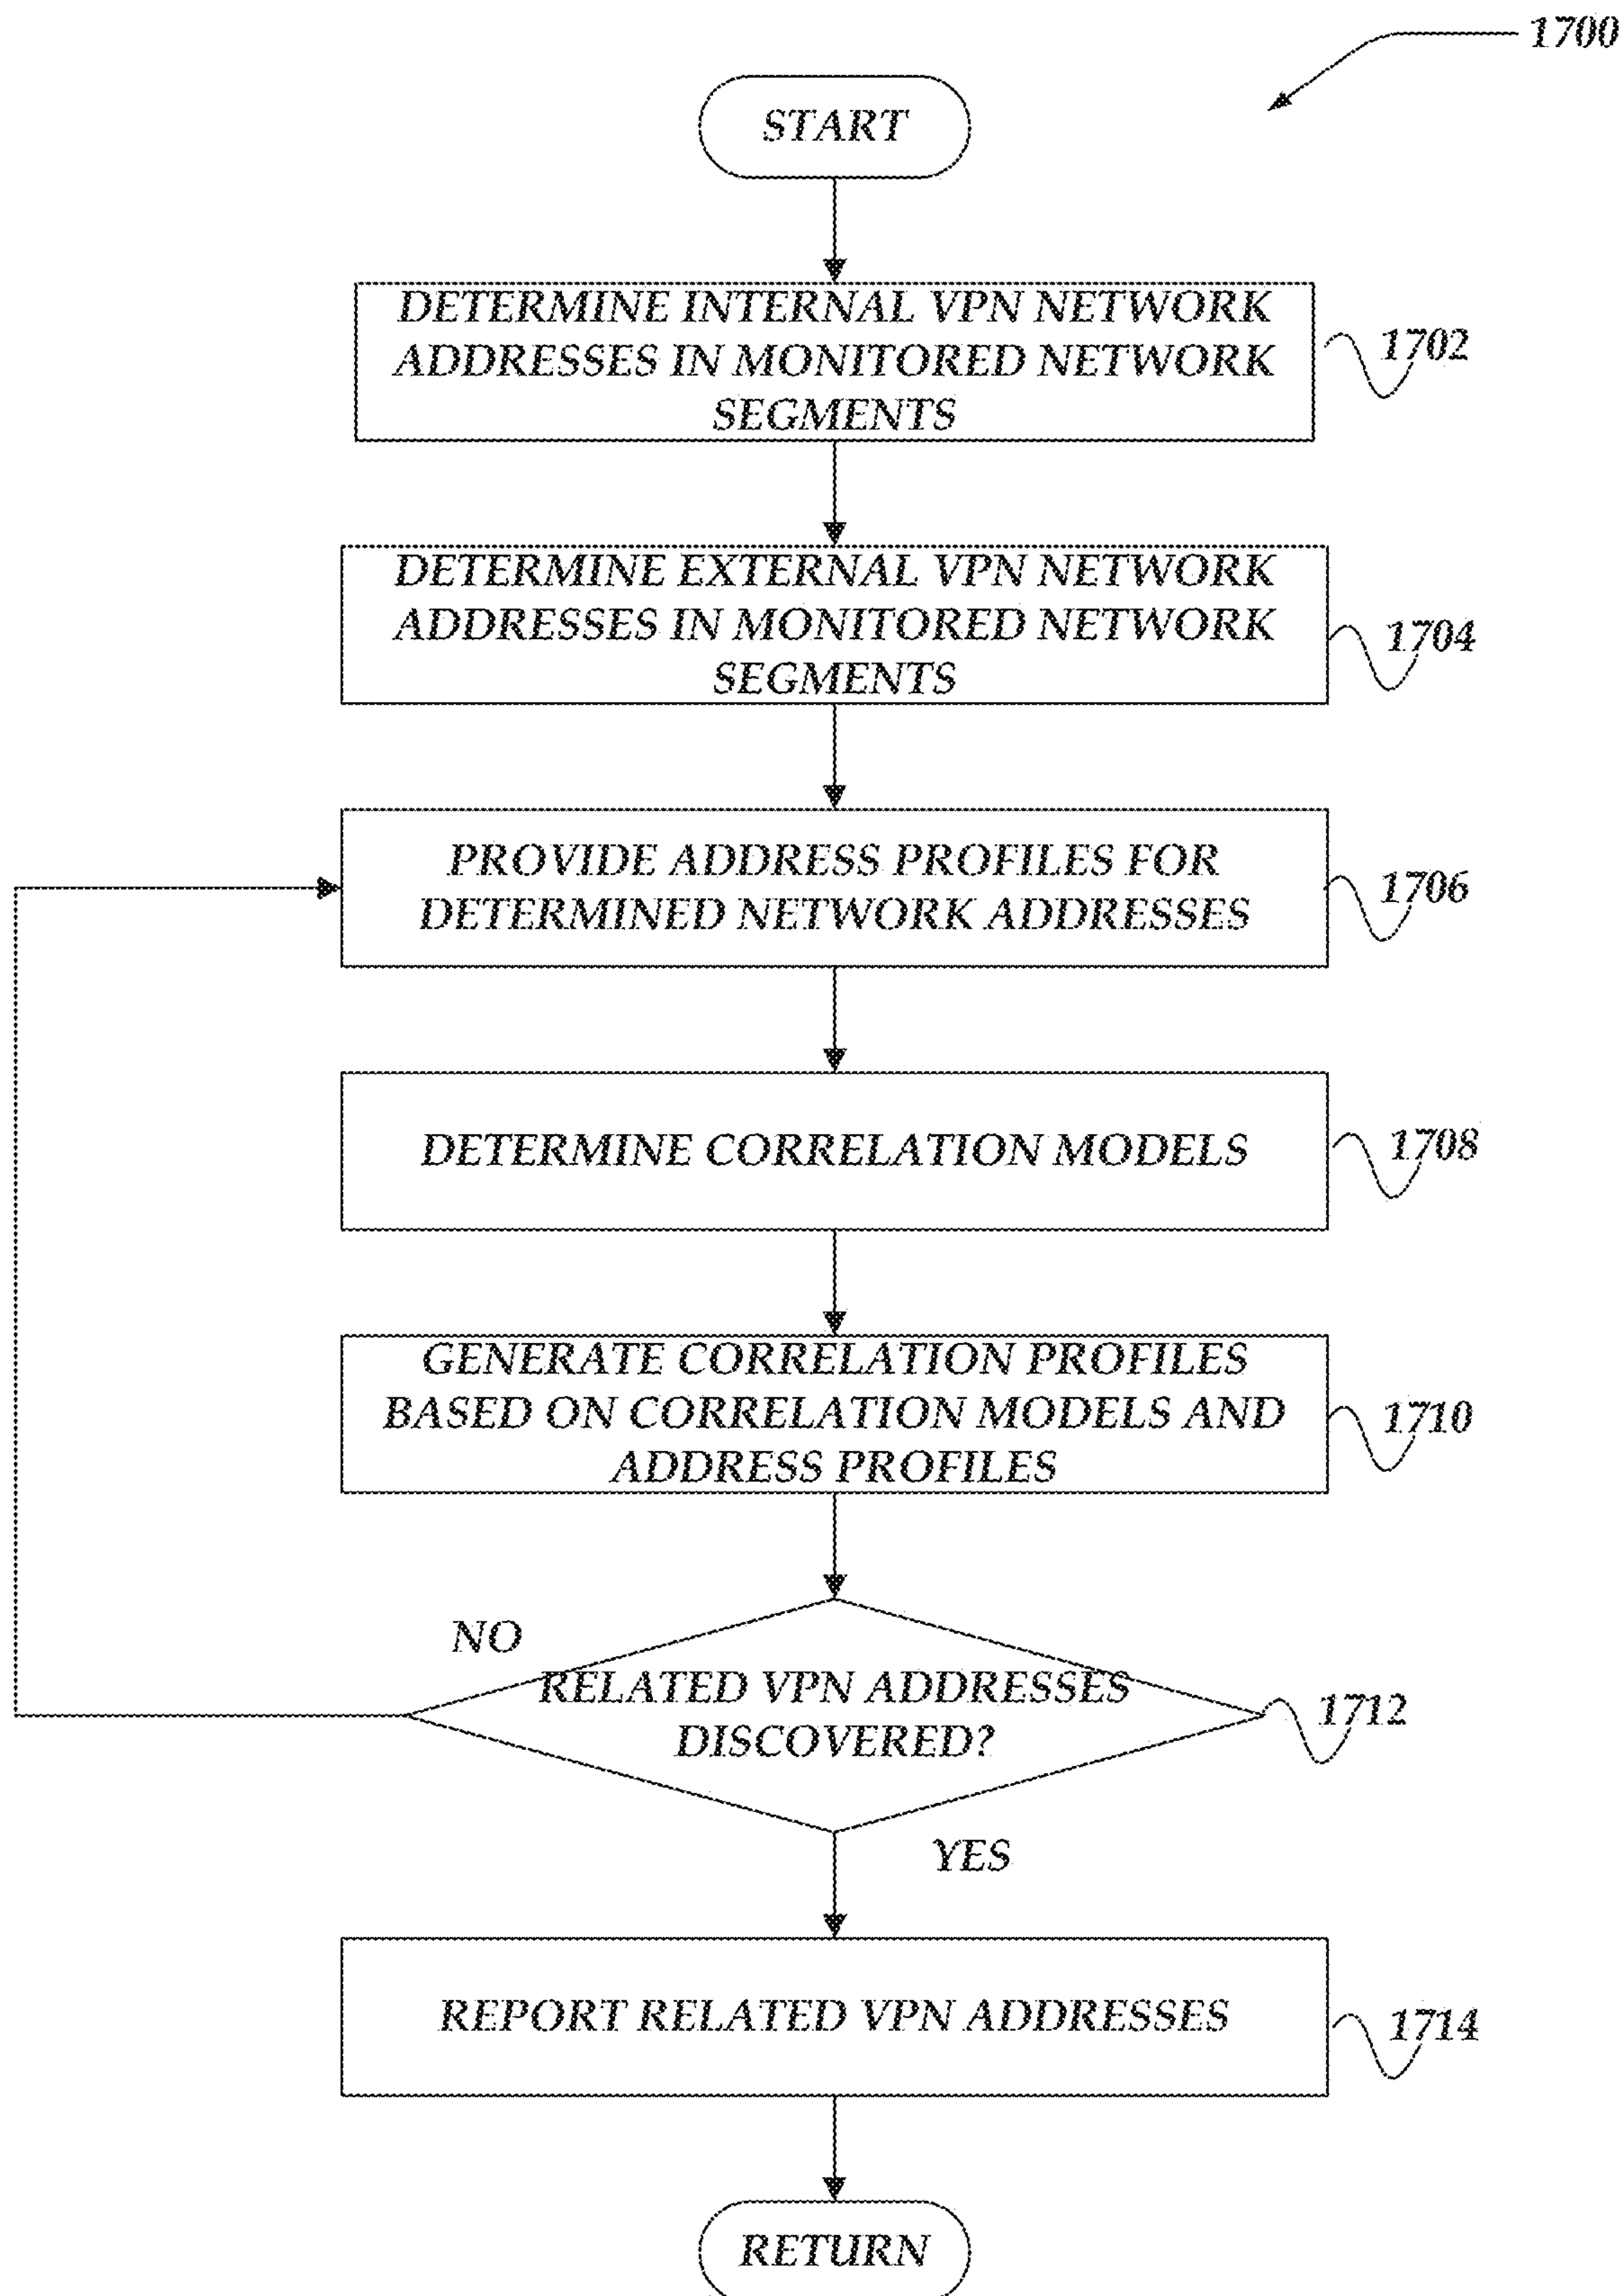 1700
START
DETERMINE INTERNAL VPN NETWORK
ADDRESSES IN MONITORED NETWORK
SEGMENTS
1702
DETERMINE EXTERNAL VPN NETWORK
ADDRESSES IN MONITORED NETWORK
SEGMENTS
1704
PROVIDE ADDRESS PROFILES FOR
DETERMINED NETWORK ADDRESSES
1706
DETERMINE CORRELATION MODELS
1708
GENERATE CORRELATION PROFILES
BASED ON CORRELATION MODELS AND
ADDRESS PROFILES
1710
NO
RELATED VPN ADDRESSES
DISCOVERED?
1712
YES
REPORT RELATED VPN ADDRESSES
1714
RETURN